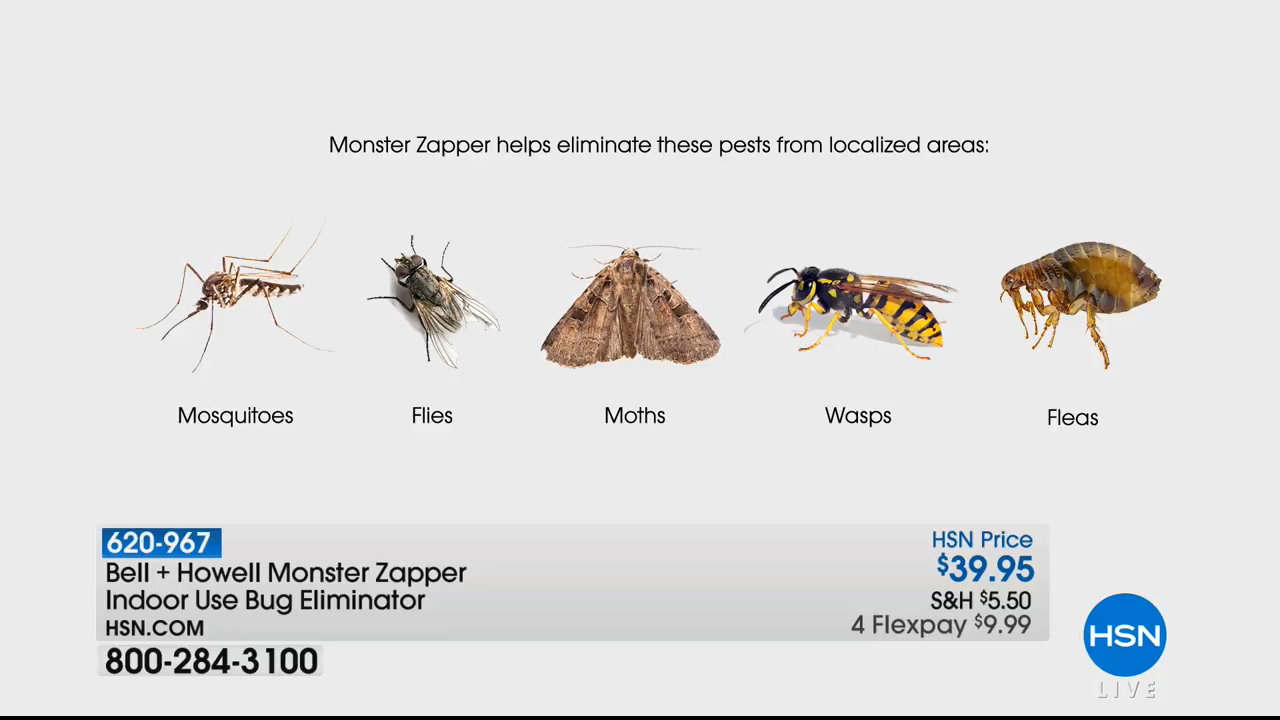 Monster Zapper helps eliminate these pests from localized areas:
Mosquitoes
Flies
Moths
Wasps
Fleas
620-967
Bell + Howell Monster Zapper
Indoor Use Bug Eliminator
HSN.COM
800-284-3100
HSN Price
$39.95
S&H $5.50
4 Flexpay $9.99
HSN
LIVE